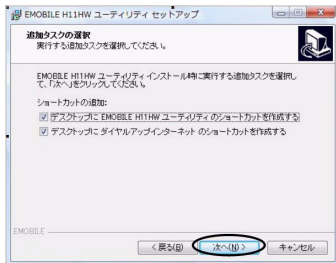 EMOBILE H11HW ユーティリティ セットアップ
追加タスクの選択
実行する追加タスクを選択してください。
EMOBILE H11HW ユーティリティ インストール時に実行する追加タスクを選択し
て、「次へ」をクリックしてください。
ショートカットの追加:
デスクトップに EMOBILE H11HW ユーティリティ のショートカットを作成する
デスクトップに ダイヤルアップインターネット のショートカットを作成する
EMOBILE
< 戻る(B)
次へ(N) >
キャンセル